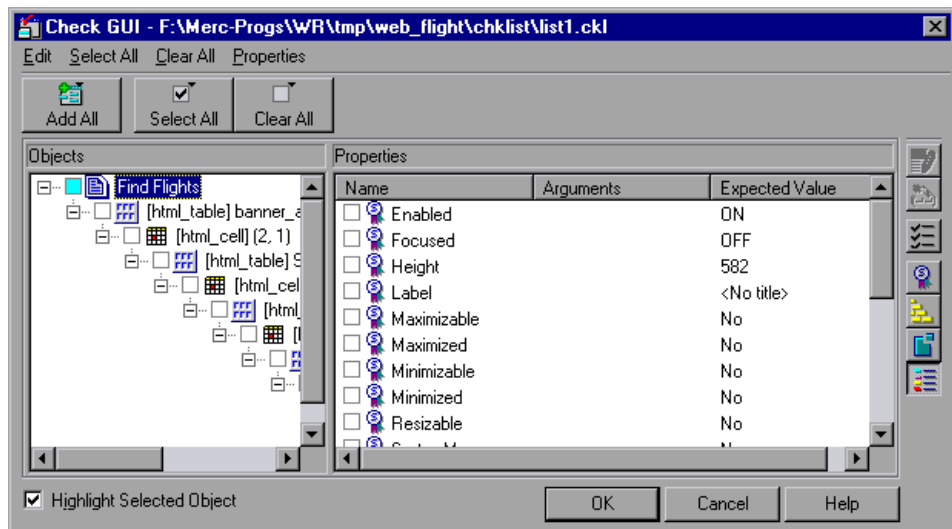 Check GUI - F:\Merc-Progs\WR\tmp\web_flight\chklist\list1.ckl
Edit Select All Clear All Properties
Add All Select All Clear All
Objects
Find Flights
[html_table] banner_a
[html_cell] (2, 1)
[html_table] S
[html_cel
[html_
Properties
Name Arguments Expected Value
Enabled ON
Focused OFF
Height 582
Label <No title>
Maximizable No
Maximized No
Minimizable No
Minimized No
Resizable No
Highlight Selected Object
OK Cancel Help